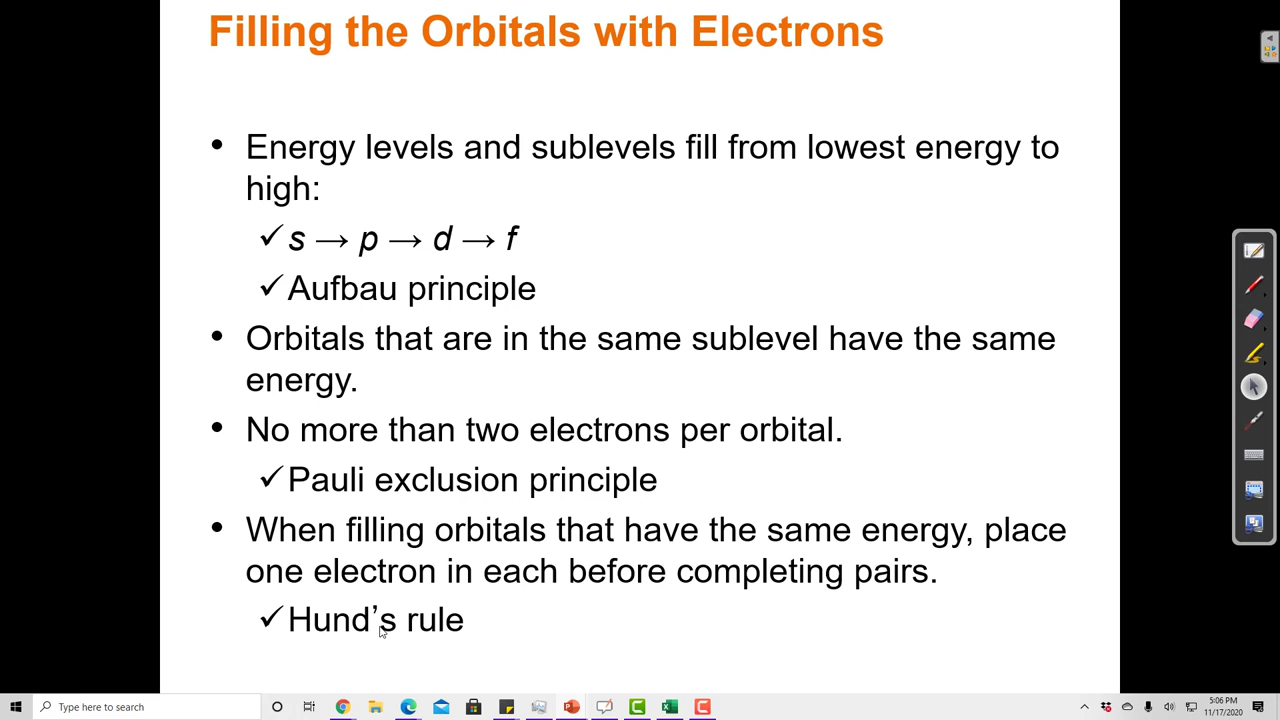 Filling the Orbitals with Electrons
• Energy levels and sublevels fill from lowest energy to
high:
✓ s → p → d → f
✓ Aufbau principle
• Orbitals that are in the same sublevel have the same
energy.
• No more than two electrons per orbital.
✓ Pauli exclusion principle
• When filling orbitals that have the same energy, place
one electron in each before completing pairs.
✓ Hund’s rule
Type here to search
5:06 PM
11/17/2020